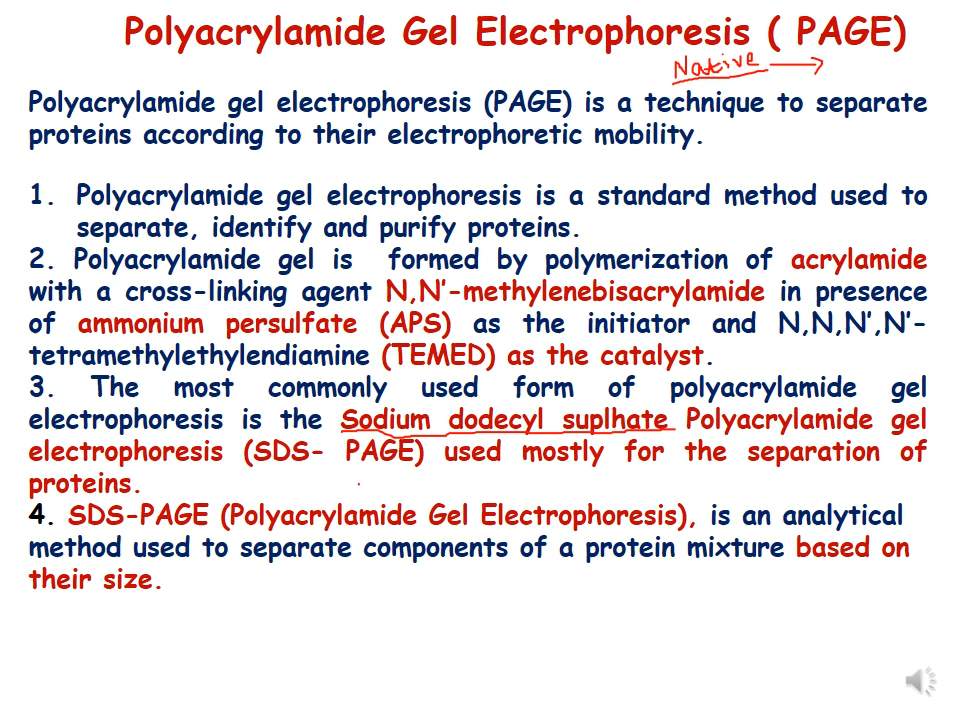 Polyacrylamide Gel Electrophoresis ( PAGE)
Native
Polyacrylamide gel electrophoresis (PAGE) is a technique to separate
proteins according to their electrophoretic mobility.
1. Polyacrylamide gel electrophoresis is a standard method used to
separate, identify and purify proteins.
2. Polyacrylamide gel is formed by polymerization of acrylamide
with a cross-linking agent N,N’-methylenebisacrylamide in presence
of ammonium persulfate (APS) as the initiator and N,N,N’,N’-
tetramethylethylendiamine (TEMED) as the catalyst.
3. The most commonly used form of polyacrylamide gel
electrophoresis is the Sodium dodecyl suplhate Polyacrylamide gel
electrophoresis (SDS- PAGE) used mostly for the separation of
proteins.
4. SDS-PAGE (Polyacrylamide Gel Electrophoresis), is an analytical
method used to separate components of a protein mixture based on
their size.